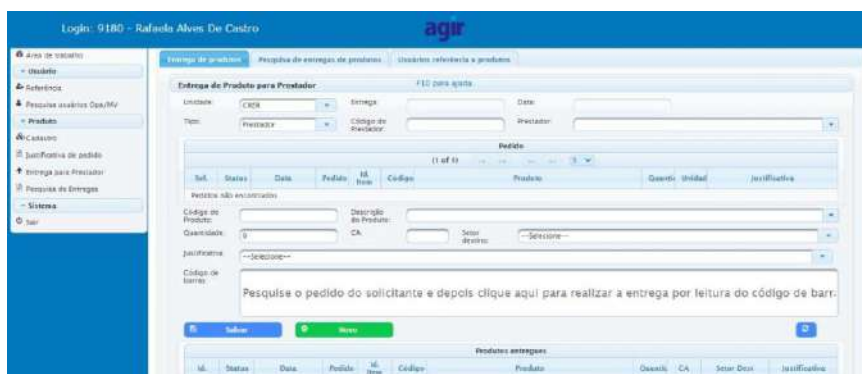 Login: 9180 - Rafaela Alves De Castro
agir
Área de trabalho
Usuário
Referência
Pesquisa usuários Ops/MV
Produto
Cadastro
Justificativa de pedido
Entrega para Prestador
Pesquisa de Entregas
Sistema
Sair
Entrega de produtos
Pesquisa de entregas de produtos
Usuários referência a produtos
Entrega de Produto para Prestador
F10 para ajuda
Unidade:
CRER
Entrega:
Data:
Tipo:
Prestador
Código do Prestador:
Prestador:
Pedido
(1 of 1)
5
Sel. Status Data Pedido Id. Item Código Produto Quanti Unidad Justificativa
Pedidos não encontrados
Código do Produto:
Descrição do Produto:
Quantidade:
0
CA:
Setor destino:
---Selecione---
Justificativa:
---Selecione---
Código de barras:
Pesquise o pedido do solicitante e depois clique aqui para realizar a entrega por leitura do código de barr
Salvar
Novo
Produtos entregues
Id. Status Data Pedido Id. Item Código Produto Quanti CA Setor Dest Justificativa